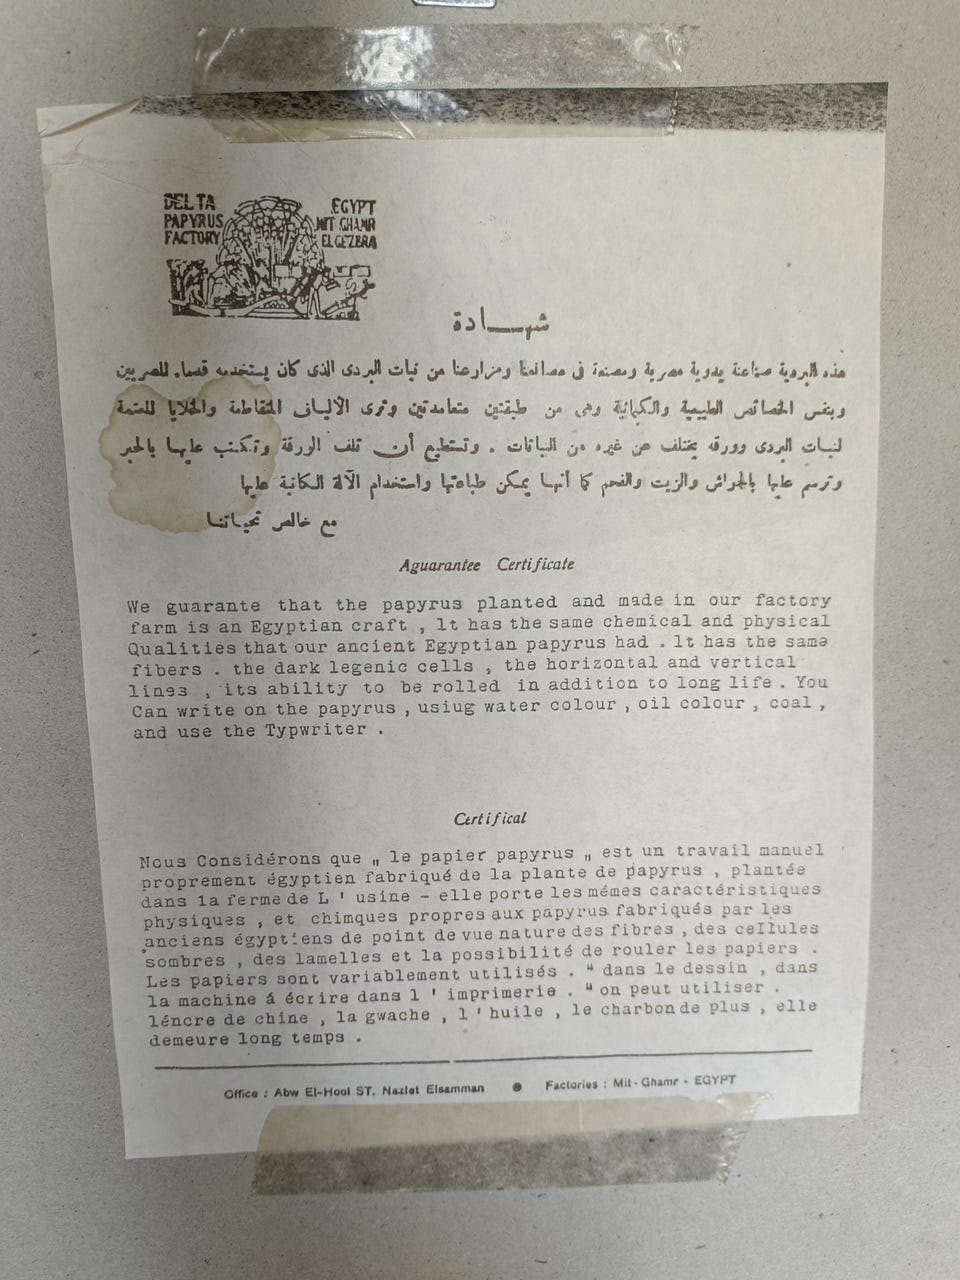 DELTA
PAPYRUS
FACTORY
EGYPT
MIT GHAMR
EL GEZERA
شهـــادة
هذه البردية صناعة يدوية مصرية ومصنعة فى مصانعنا ومزارعنا من نبات البردى الذى كان يستخدمه قدماء المصريين
وبنفس الخصائص الطبيعية والكيمائية وهى من طبقتين متعامدتين وترى الألياف المتقاطعة والخلايا المعتمة
لنبات البردى وورقه يختلف عن غيره من النباتات . وتستطيع أن تلف الورقة وتكتب عليها بالحبر
وترسم عليها بالجواش والزيت والفحم كما أنها يمكن طباعتها واستخدام الآلة الكاتبة عليها
مع خالص تحياتنا
Aguarantee Certificate
We guarante that the papyrus planted and made in our factory
farm is an Egyptian craft , lt has the same chemical and physical
Qualities that our ancient Egyptian papyrus had . lt has the same
fibers . the dark legenic cells , the horizontal and vertical
lines , its ability to be rolled in addition to long life . You
Can write on the papyrus , usiug water colour , oil colour , coal ,
and use the Typwriter .
Certifical
Nous Considérons que „ le papier papyrus „ est un travail manuel
proprement égyptien fabriqué de la plante de papyrus , plantée
dans la ferme de L ' usine - elle porte les mémes caractéristiques
physiques , et chimques propres aux papyrus fabriqués par les
anciens égyptiens de point de vue nature des fibres , des cellules
sombres , des lamelles et la possibilité de rouler les papiers .
Les papiers sont variablement utilisés . " dans le dessin , dans
la machine á écrire dans l ' imprimerie . " on peut utiliser .
léncre de chine , la gwache , l ' huile , le charbon de plus , elle
demeure long temps .
Office : Abw El-Hool ST. Nazlet Elsamman ● Factories : Mit - Ghamr - EGYPT